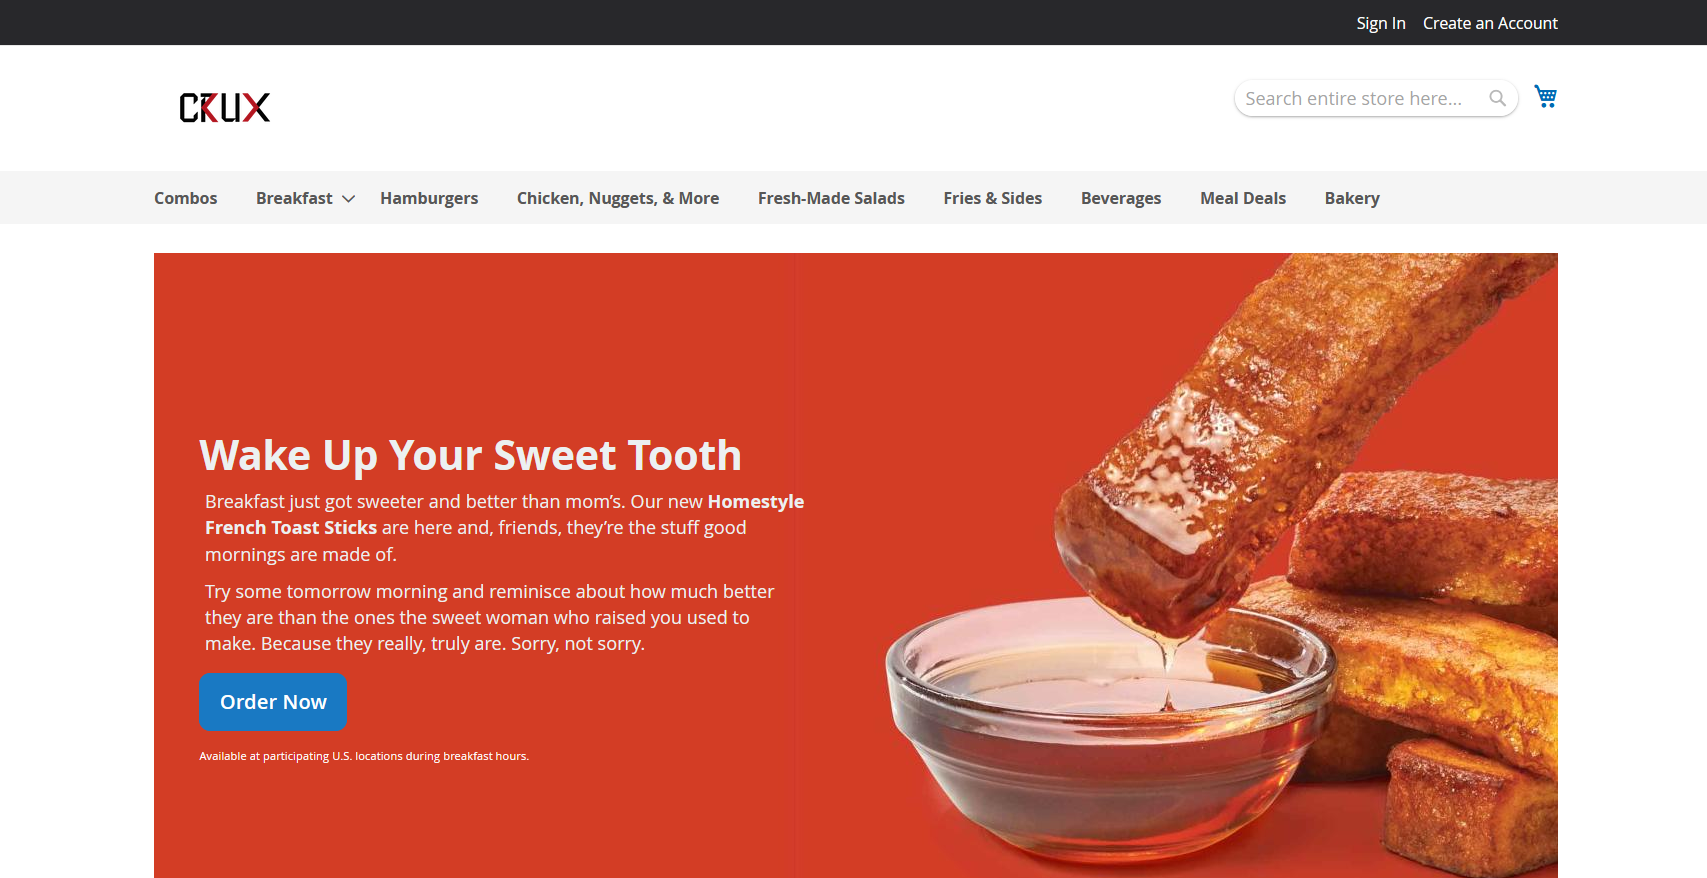 Sign In Create an Account
CRUX
Search entire store here...
Combos Breakfast Hamburgers Chicken, Nuggets, & More Fresh-Made Salads Fries & Sides Beverages Meal Deals Bakery
Wake Up Your Sweet Tooth
Breakfast just got sweeter and better than mom’s. Our new Homestyle
French Toast Sticks are here and, friends, they’re the stuff good
mornings are made of.
Try some tomorrow morning and reminisce about how much better
they are than the ones the sweet woman who raised you used to
make. Because they really, truly are. Sorry, not sorry.
Order Now
Available at participating U.S. locations during breakfast hours.